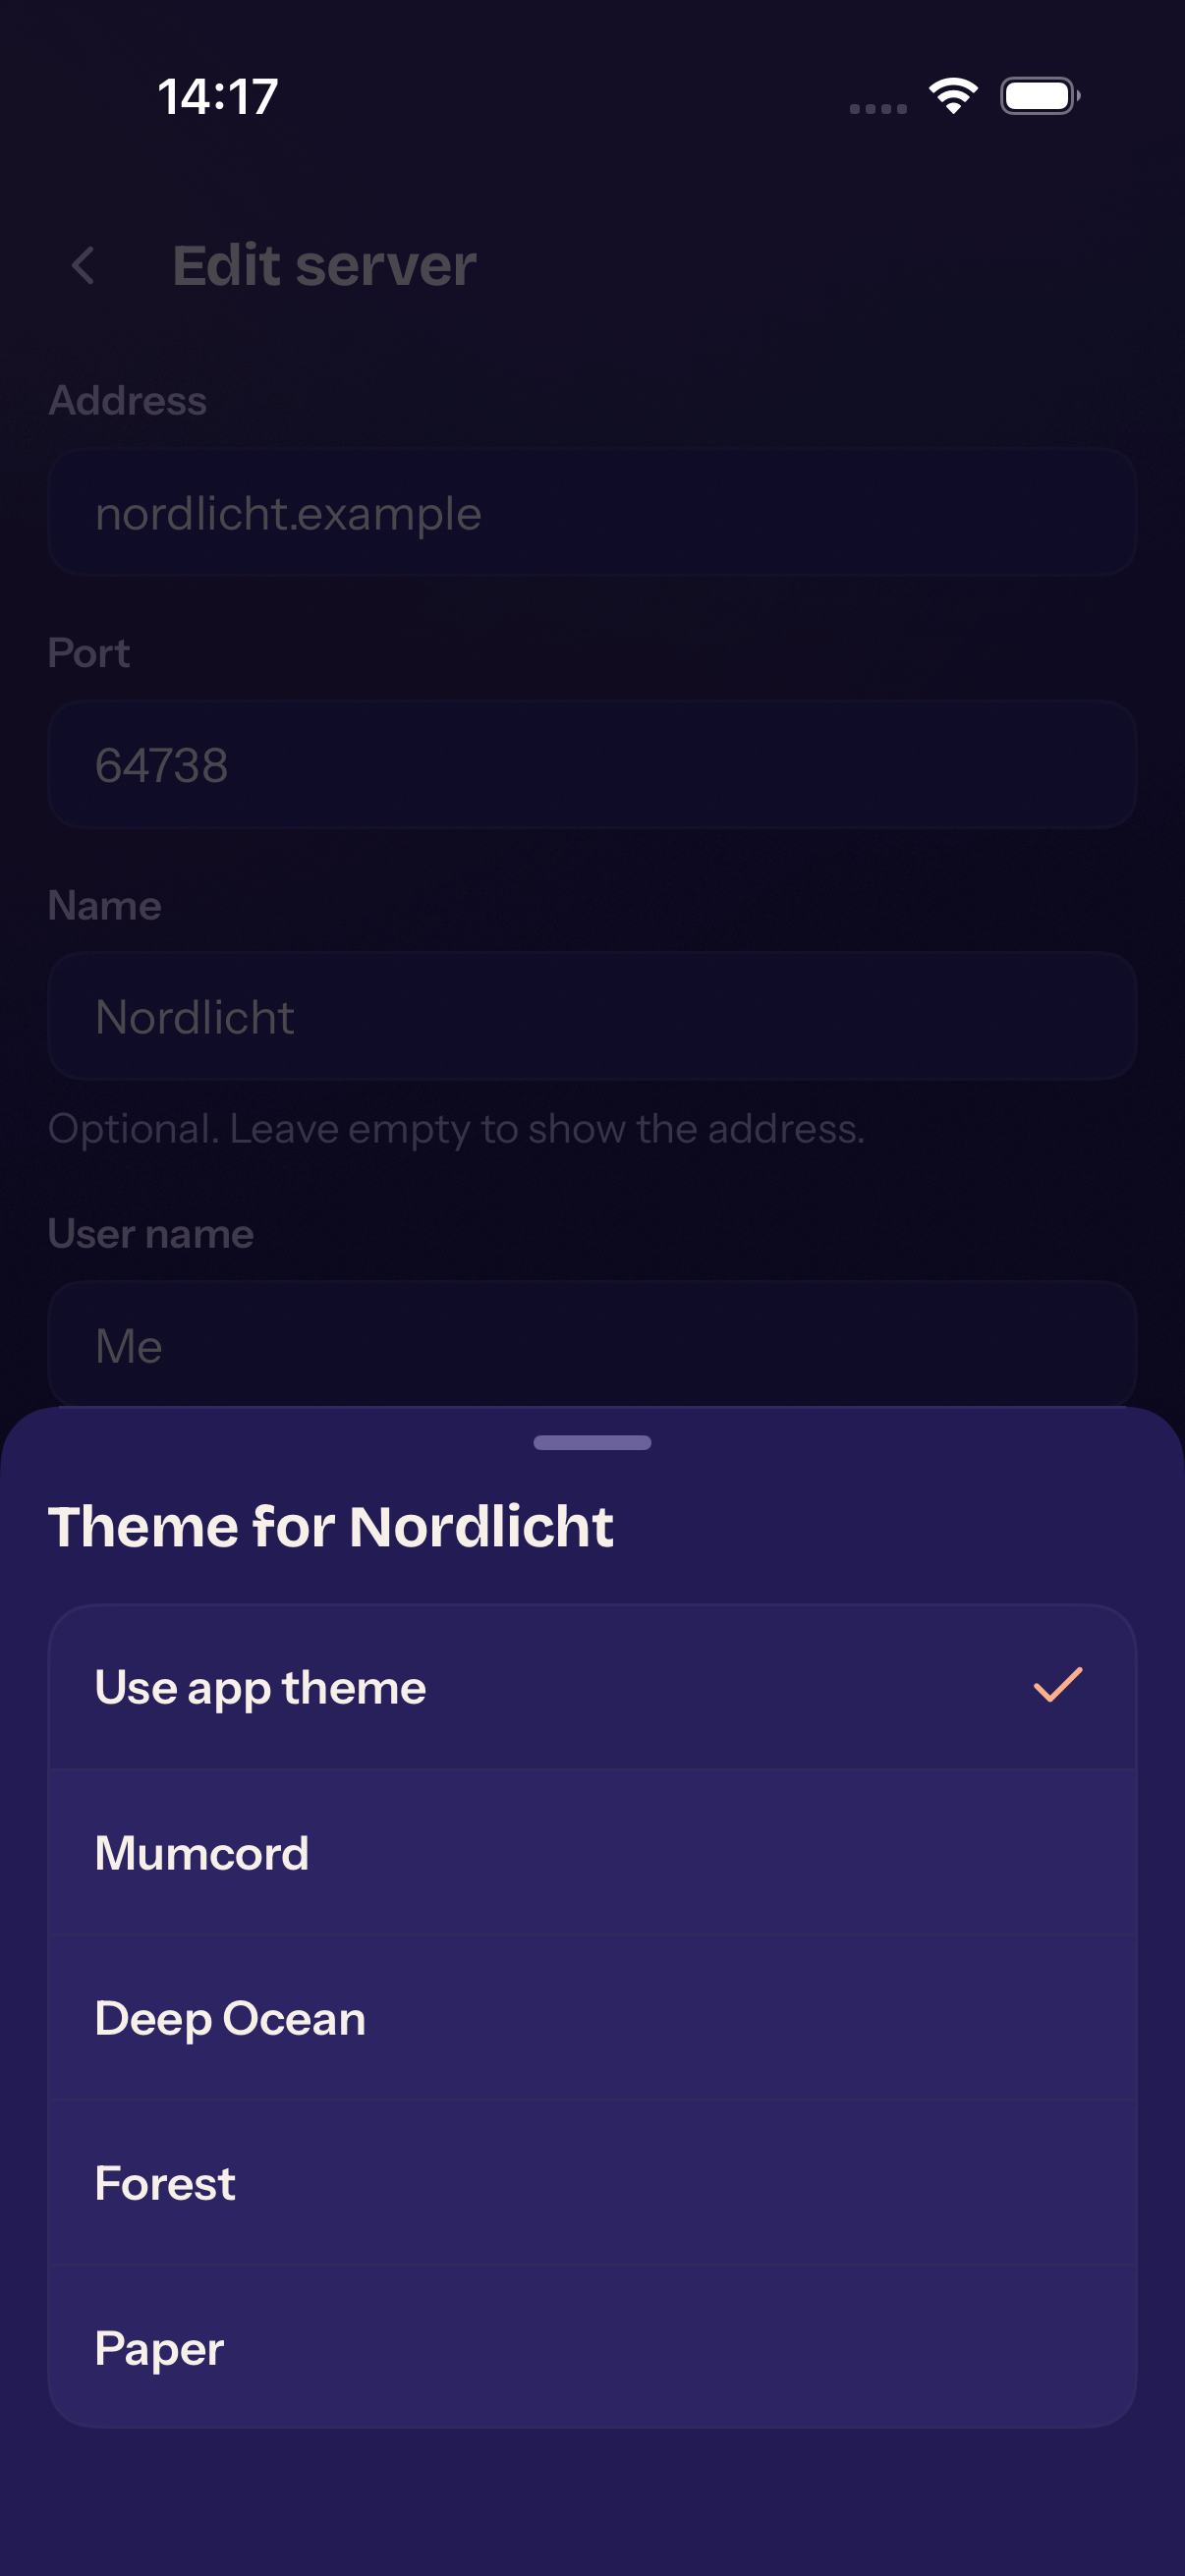 14:17
Edit server
Address
nordlicht.example
Port
64738
Name
Nordlicht
Optional. Leave empty to show the address.
User name
Me
Theme for Nordlicht
Use app theme
Mumcord
Deep Ocean
Forest
Paper